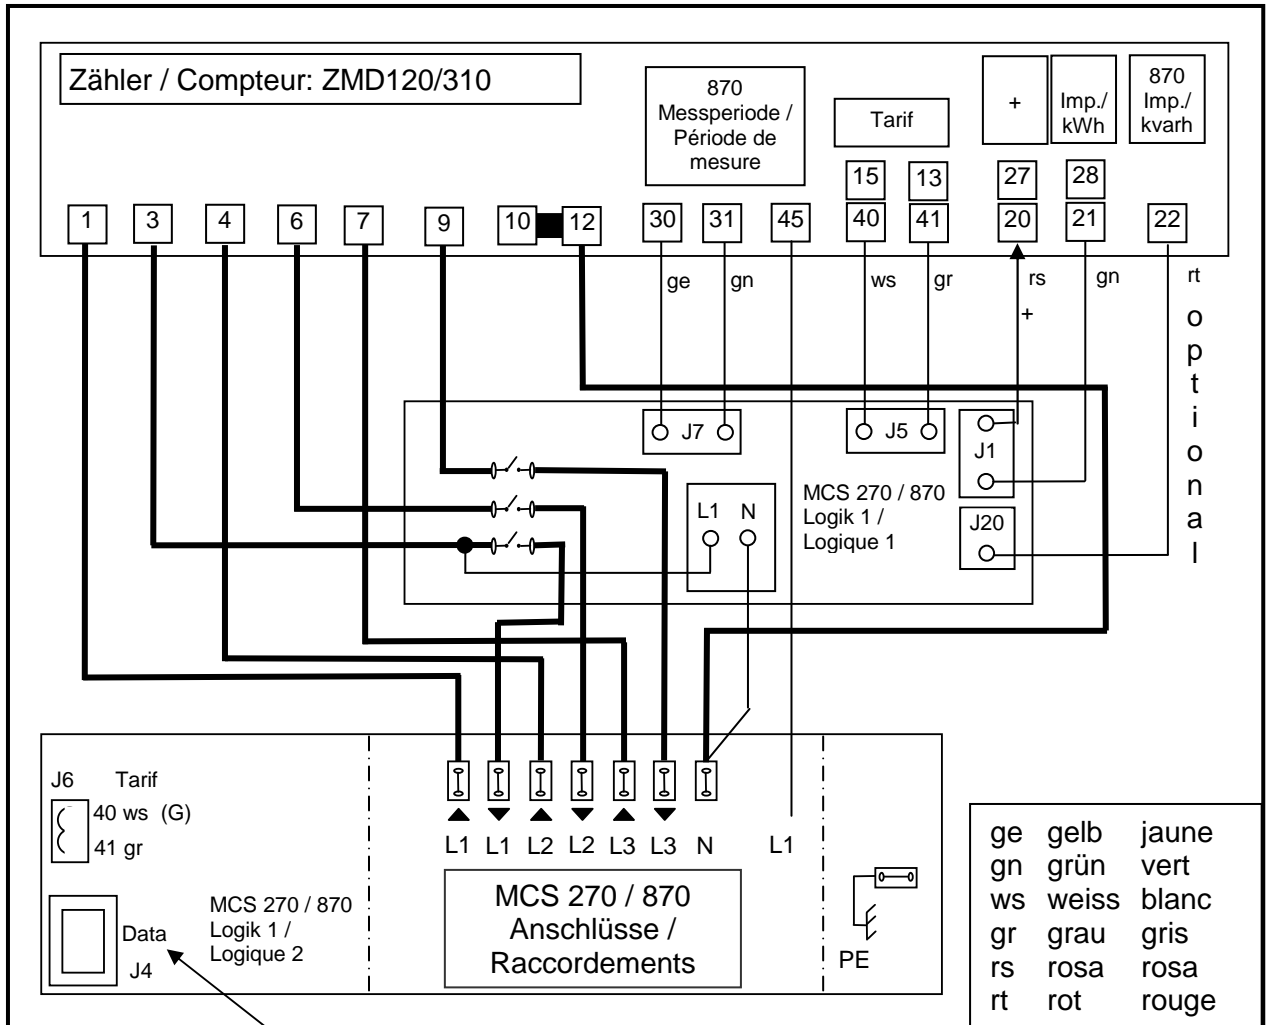 Zähler / Compteur: ZMD120/310
870
Messperiode /
Période de
mesure
Tarif
+
Imp./
kWh
870
Imp./
kvarh
15
13
27
28
1
3
4
6
7
9
10
12
30
31
45
40
41
20
21
22
ge
gn
ws
gr
rs
+
gn
rt
optional
J7
J5
J1
J20
L1
N
MCS 270 / 870
Logik 1 /
Logique 1
J6
Tarif
40 ws (G)
41 gr
Data
J4
MCS 270 / 870
Logik 1 /
Logique 2
L1
L1
L2
L2
L3
L3
N
L1
MCS 270 / 870
Anschlüsse /
Raccordements
PE
ge gelb jaune
gn grün vert
ws weiss blanc
gr grau gris
rs rosa rosa
rt rot rouge